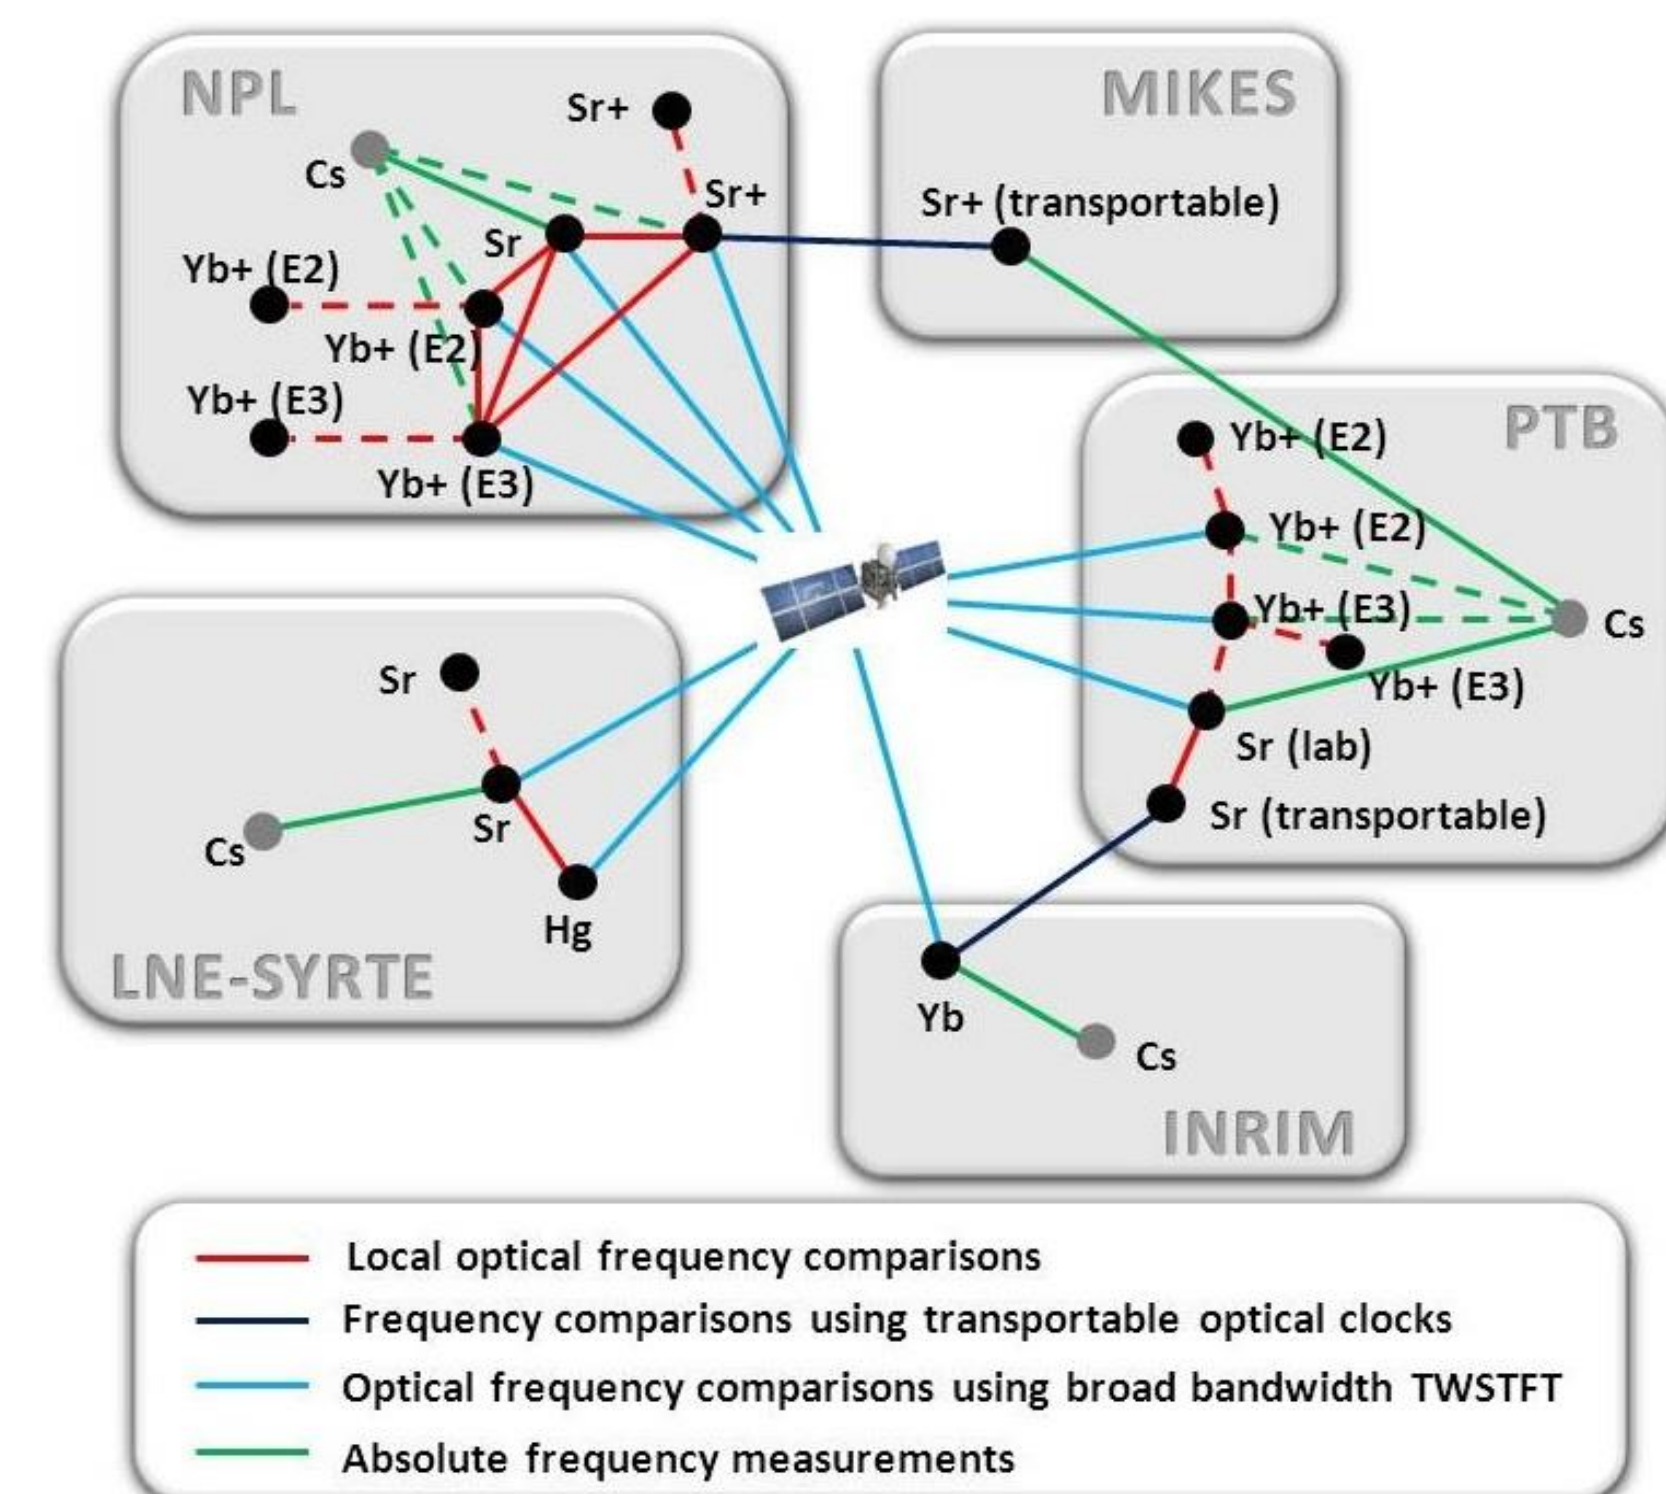 NPL
Sr+
Cs
Sr+
Sr
Yb+ (E2)
Yb+ (E2)
Yb+ (E3)
Yb+ (E3)
MIKES
Sr+ (transportable)
PTB
Yb+ (E2)
Yb+ (E2)
Yb+ (E3)
Cs
Yb+ (E3)
Sr (lab)
Sr (transportable)
Sr
Sr
Cs
Hg
LNE-SYRTE
Yb
Cs
INRIM
Local optical frequency comparisons
Frequency comparisons using transportable optical clocks
Optical frequency comparisons using broad bandwidth TWSTFT
Absolute frequency measurements